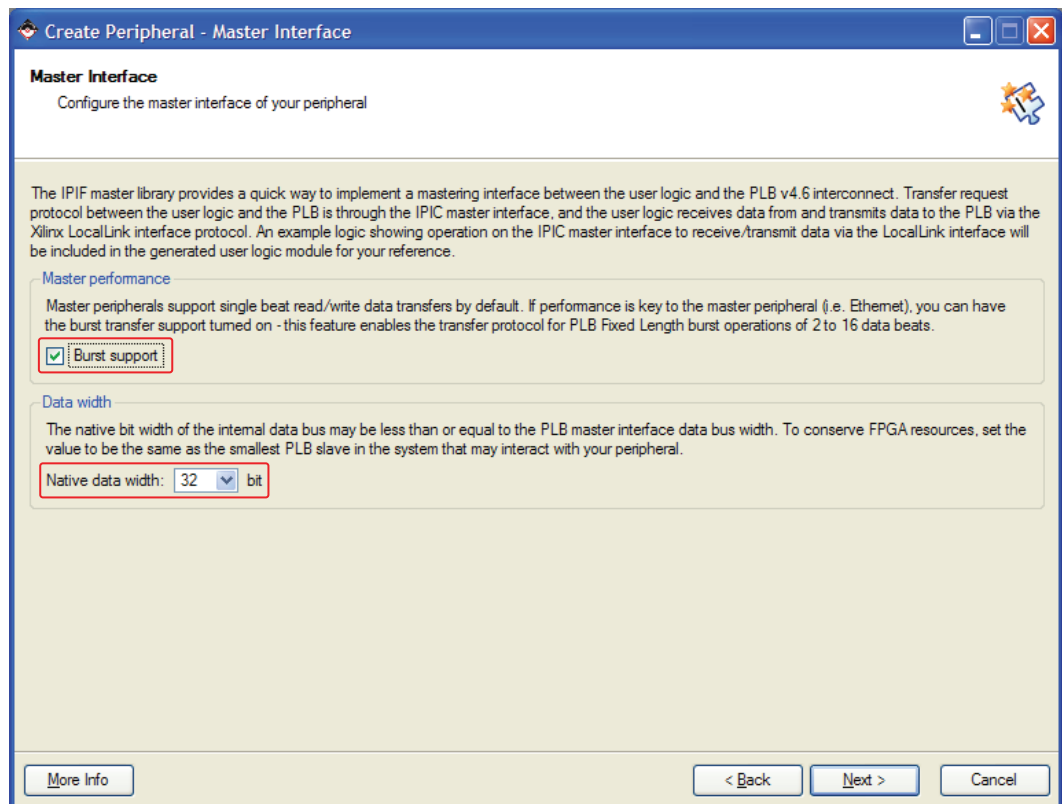 Create Peripheral - Master Interface
Master Interface
Configure the master interface of your peripheral
The IPIF master library provides a quick way to implement a mastering interface between the user logic and the PLB v4.6 interconnect. Transfer request
protocol between the user logic and the PLB is through the IPIC master interface, and the user logic receives data from and transmits data to the PLB via the
Xilinx LocalLink interface protocol. An example logic showing operation on the IPIC master interface to receive/transmit data via the LocalLink interface will
be included in the generated user logic module for your reference.
Master performance
Master peripherals support single beat read/write data transfers by default. If performance is key to the master peripheral (i.e. Ethernet), you can have
the burst transfer support turned on - this feature enables the transfer protocol for PLB Fixed Length burst operations of 2 to 16 data beats.
Burst support
Data width
The native bit width of the internal data bus may be less than or equal to the PLB master interface data bus width. To conserve FPGA resources, set the
value to be the same as the smallest PLB slave in the system that may interact with your peripheral.
Native data width: 32 bit
More Info
< Back
Next >
Cancel